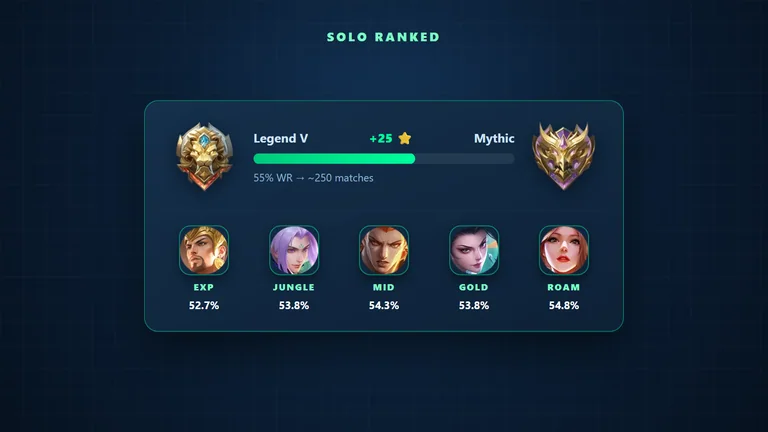 SOLO RANKED
Legend V +25 Mythic
55% WR → ~250 matches
EXP JUNGLE MID GOLD ROAM
52.7% 53.8% 54.3% 53.8% 54.8%